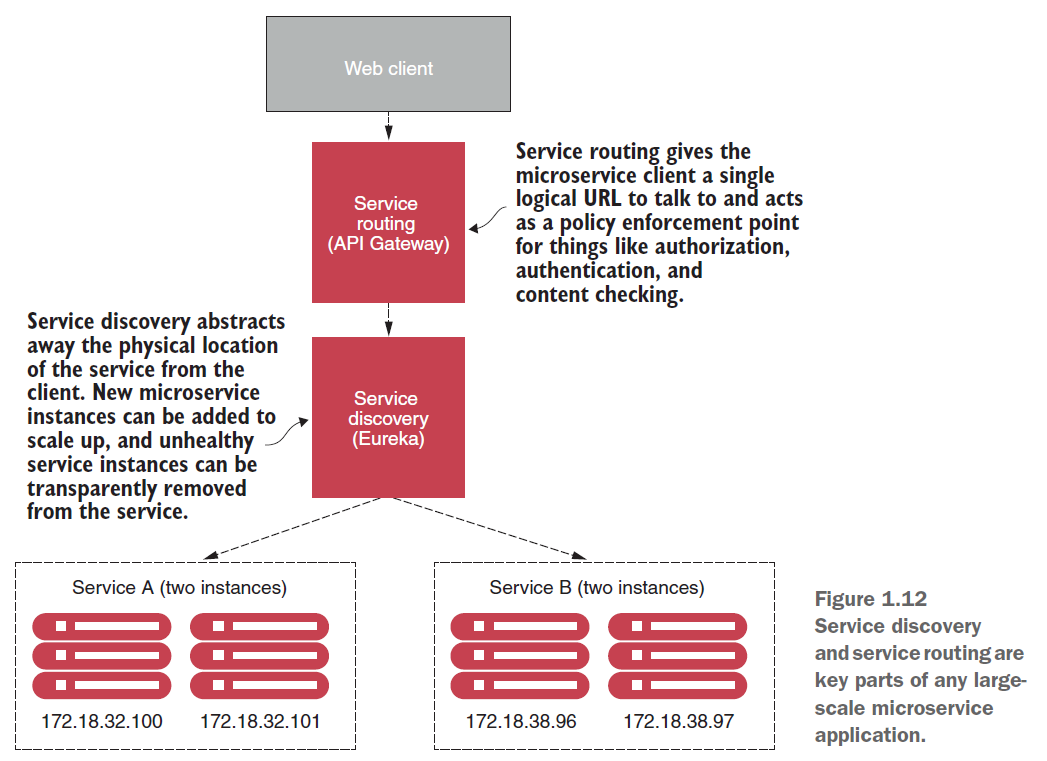 Web client
Service
routing
(API Gateway)
Service routing gives the
microservice client a single
logical URL to talk to and acts
as a policy enforcement point
for things like authorization,
authentication, and
content checking.
Service discovery abstracts
away the physical location
of the service from the
client. New microservice
instances can be added to
scale up, and unhealthy
service instances can be
transparently removed
from the service.
Service
discovery
(Eureka)
Service A (two instances)
172.18.32.100
172.18.32.101
Service B (two instances)
172.18.38.96
172.18.38.97
Figure 1.12
Service discovery
and service routing are
key parts of any large-
scale microservice
application.